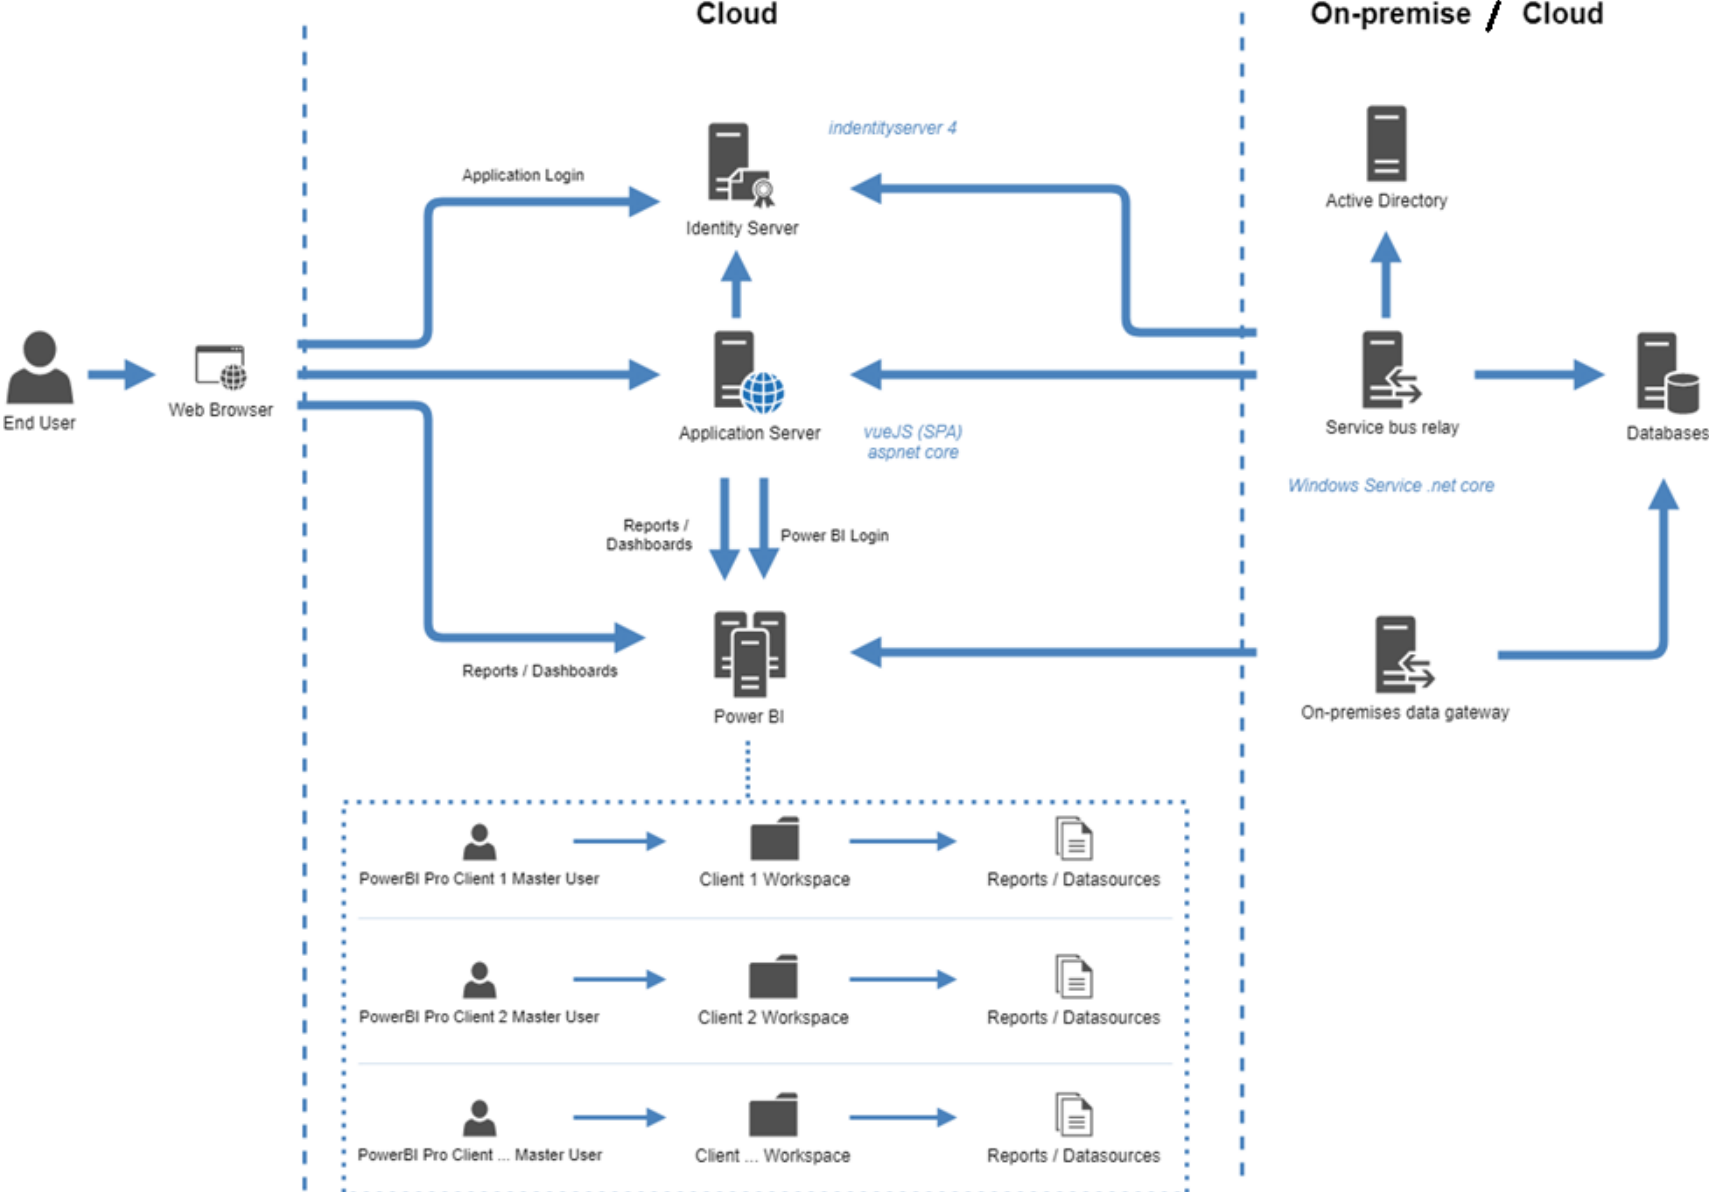 Cloud
On-premise / Cloud
indentityserver 4
Application Login
Identity Server
Active Directory
End User
Web Browser
Application Server
vueJS (SPA)
aspnet core
Service bus relay
Databases
Windows Service .net core
Reports /
Dashboards
Power BI Login
Reports / Dashboards
Power BI
On-premises data gateway
PowerBI Pro Client 1 Master User
Client 1 Workspace
Reports / Datasources
PowerBI Pro Client 2 Master User
Client 2 Workspace
Reports / Datasources
PowerBI Pro Client ... Master User
Client ... Workspace
Reports / Datasources